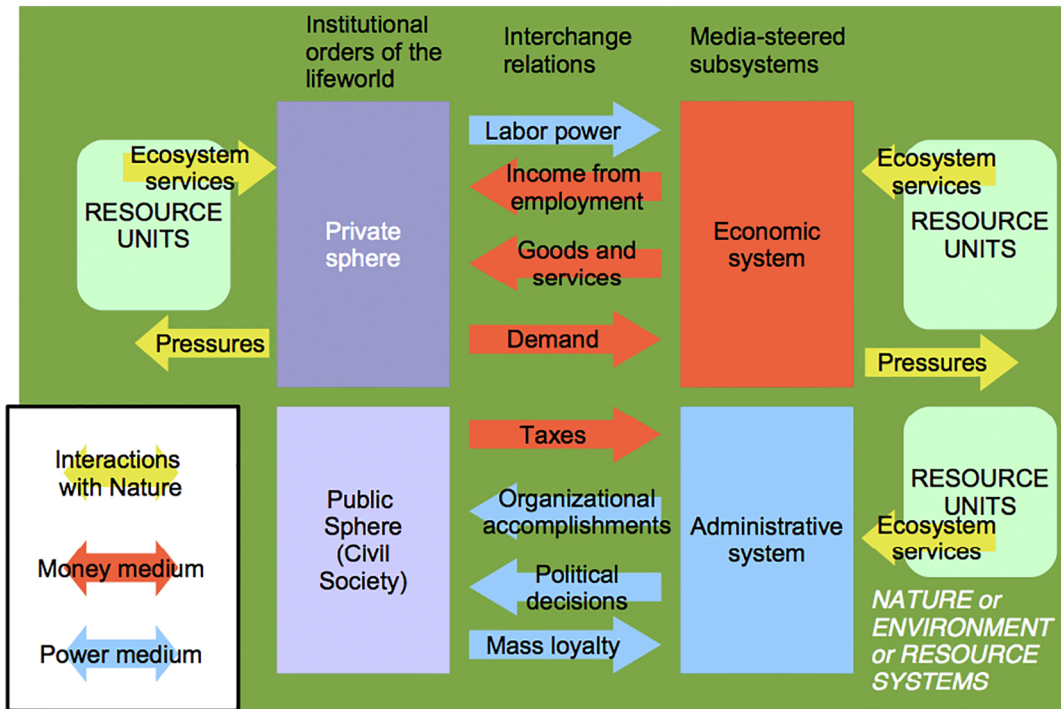 Institutional
orders of the
lifeworld
Interchange
relations
Media-steered
subsystems
Ecosystem
services
RESOURCE
UNITS
Pressures
Private
sphere
Labor power
Income from
employment
Goods and
services
Demand
Economic
system
Ecosystem
services
RESOURCE
UNITS
Pressures
Interactions
with Nature
Money medium
Power medium
Public
Sphere
(Civil
Society)
Taxes
Organizational
accomplishments
Political
decisions
Mass loyalty
Administrative
system
RESOURCE
UNITS
Ecosystem
services
NATURE or
ENVIRONMENT
or RESOURCE
SYSTEMS